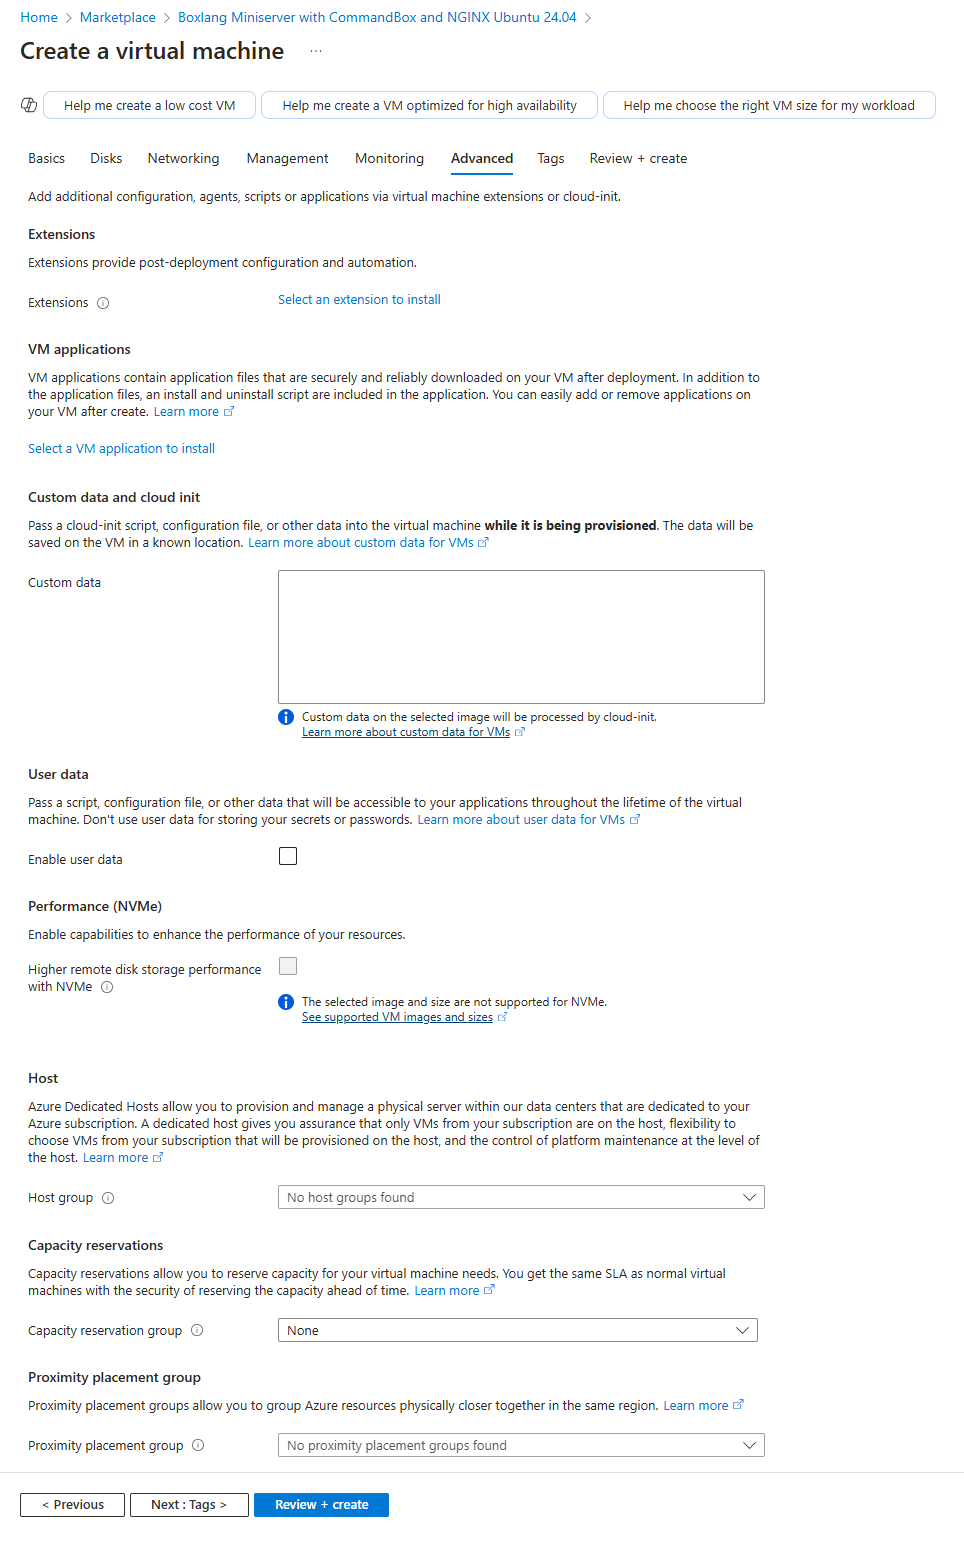 Home > Marketplace > Boxlang Miniserver with CommandBox and NGINX Ubuntu 24.04 >
Create a virtual machine ...
Help me create a low cost VM
Help me create a VM optimized for high availability
Help me choose the right VM size for my workload
Basics Disks Networking Management Monitoring Advanced Tags Review + create
Add additional configuration, agents, scripts or applications via virtual machine extensions or cloud-init.
Extensions
Extensions provide post-deployment configuration and automation.
Extensions
Select an extension to install
VM applications
VM applications contain application files that are securely and reliably downloaded on your VM after deployment. In addition to
the application files, an install and uninstall script are included in the application. You can easily add or remove applications on
your VM after create. Learn more
Select a VM application to install
Custom data and cloud init
Pass a cloud-init script, configuration file, or other data into the virtual machine while it is being provisioned. The data will be
saved on the VM in a known location. Learn more about custom data for VMs
Custom data
Custom data on the selected image will be processed by cloud-init.
Learn more about custom data for VMs
User data
Pass a script, configuration file, or other data that will be accessible to your applications throughout the lifetime of the virtual
machine. Don't use user data for storing your secrets or passwords. Learn more about user data for VMs
Enable user data
Performance (NVMe)
Enable capabilities to enhance the performance of your resources.
Higher remote disk storage performance
with NVMe
The selected image and size are not supported for NVMe.
See supported VM images and sizes
Host
Azure Dedicated Hosts allow you to provision and manage a physical server within our data centers that are dedicated to your
Azure subscription. A dedicated host gives you assurance that only VMs from your subscription are on the host, flexibility to
choose VMs from your subscription that will be provisioned on the host, and the control of platform maintenance at the level of
the host. Learn more
Host group
No host groups found
Capacity reservations
Capacity reservations allow you to reserve capacity for your virtual machine needs. You get the same SLA as normal virtual
machines with the security of reserving the capacity ahead of time. Learn more
Capacity reservation group
None
Proximity placement group
Proximity placement groups allow you to group Azure resources physically closer together in the same region. Learn more
Proximity placement group
No proximity placement groups found
< Previous
Next : Tags >
Review + create